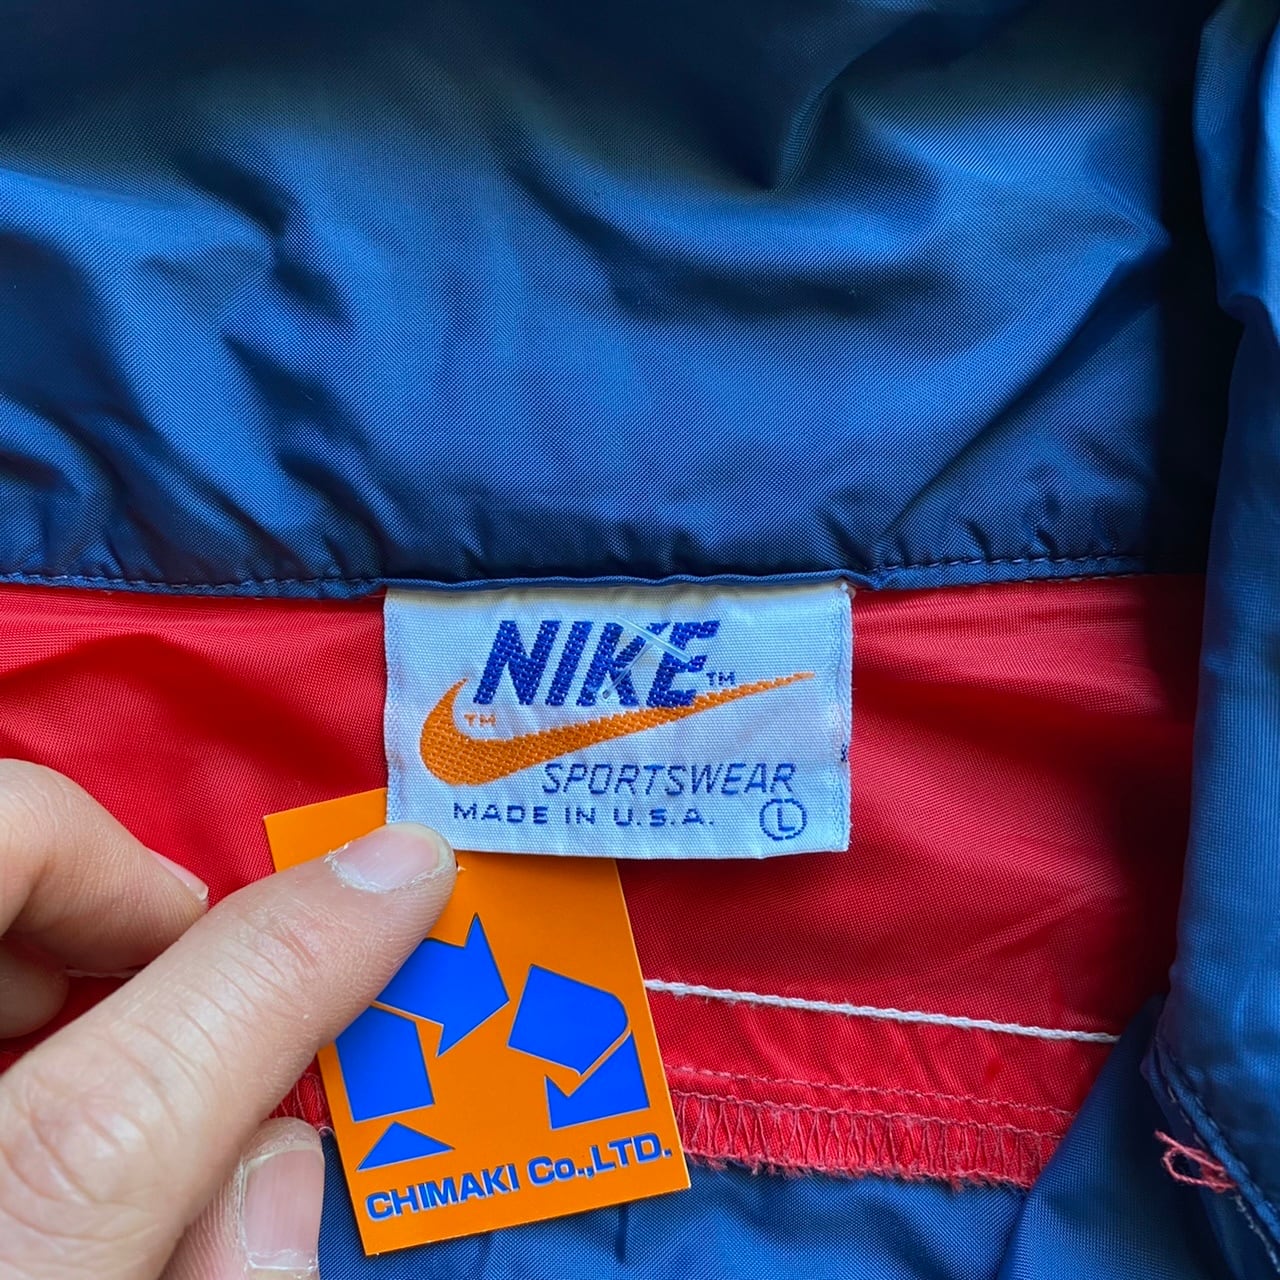 NIKE™
™
SPORTSWEAR
MADE IN U.S.A. Ⓛ
CHIMAKI Co.,LTD.